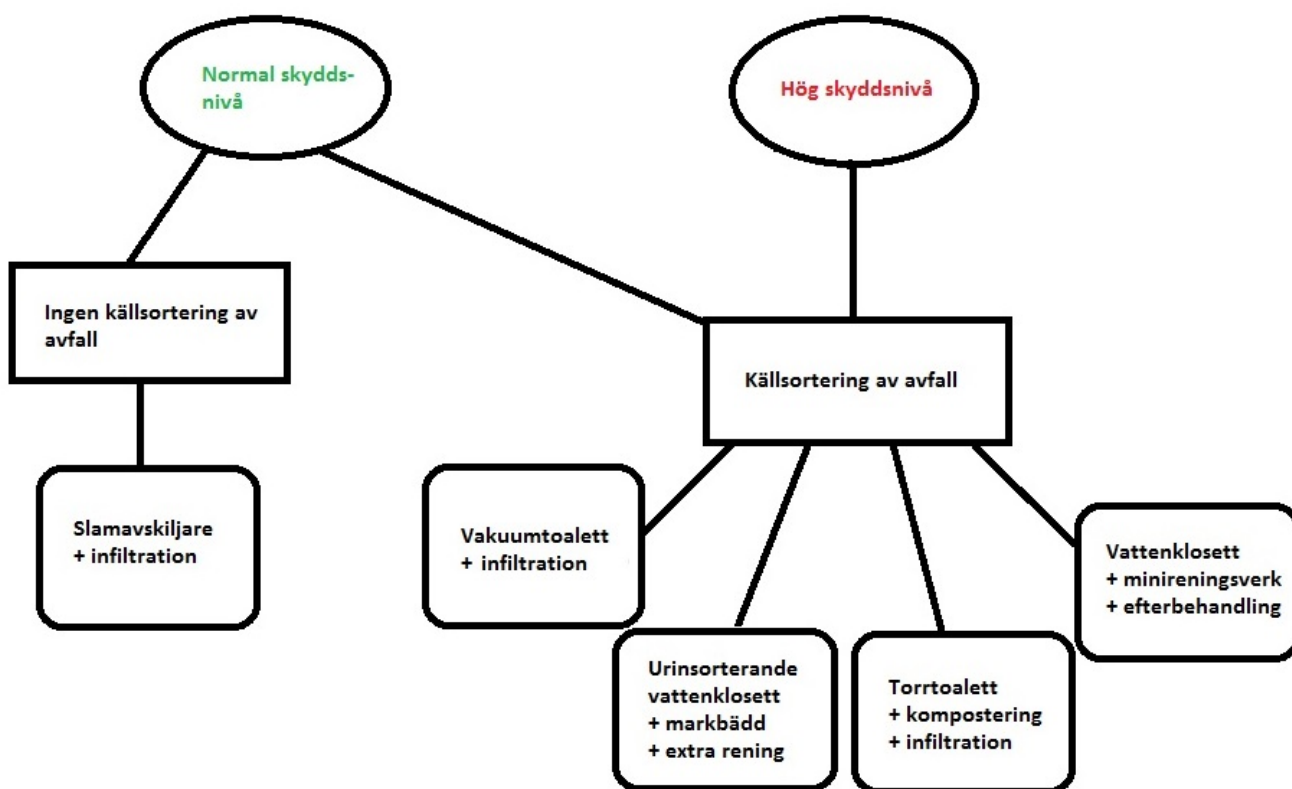 Normal skydds-
nivå
Hög skyddsnivå
Ingen källsortering av
avfall
Källsortering av avfall
Slamavskiljare
+ infiltration
Vakuumtoalett
+ infiltration
Urinsorterande
vattenklosett
+ markbädd
+ extra rening
Torrtoalett
+ kompostering
+ infiltration
Vattenklosett
+ minireningsverk
+ efterbehandling